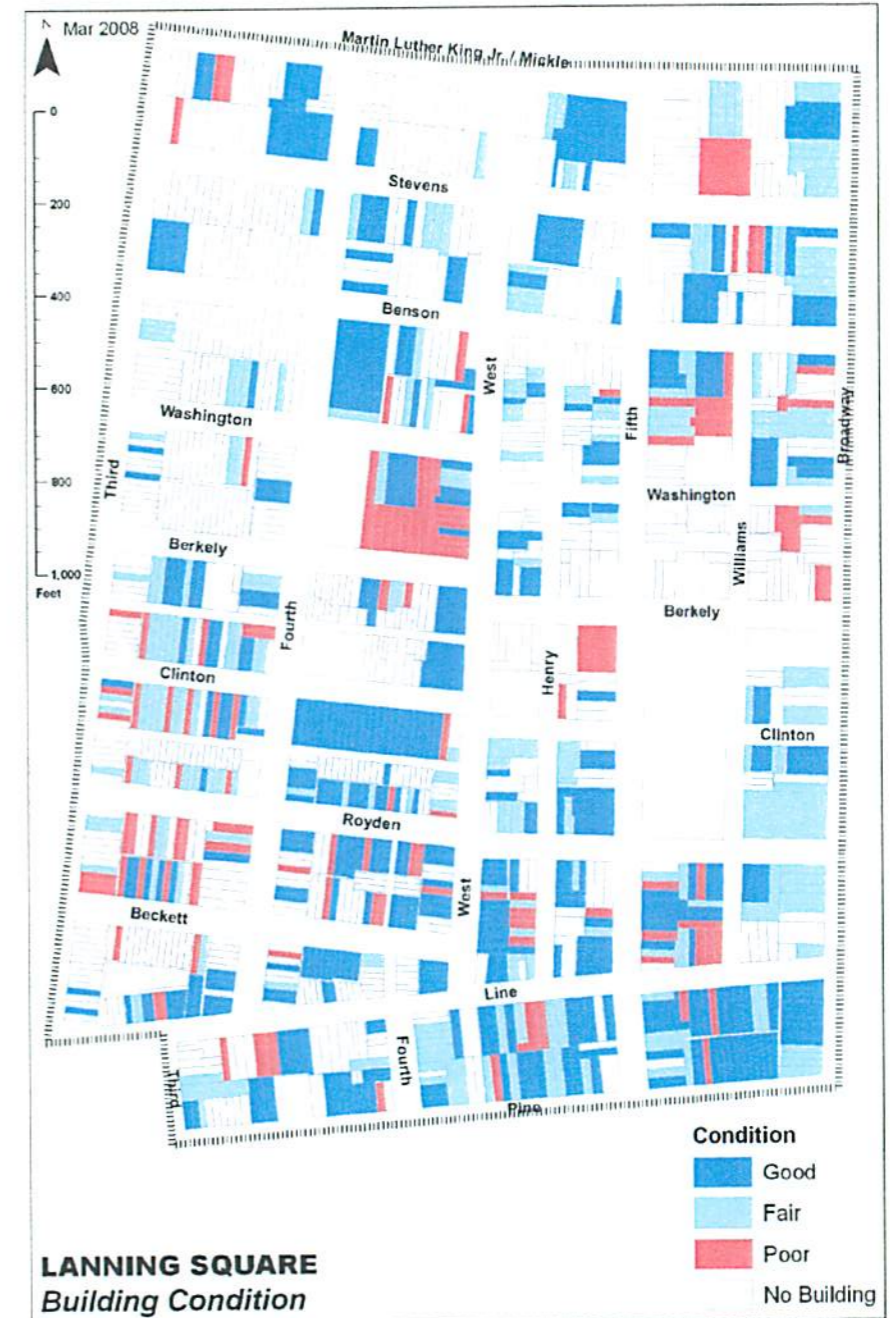 N
Mar 2008
Martin Luther King Jr. / Mickle
0
200
400
600
800
1,000
Feet
Stevens
Benson
West
Washington
Fifth
Broadway
Third
Washington
Berkely
Williams
Berkely
Fourth
Henry
Clinton
Clinton
Royden
West
Beckett
Line
Fourth
Third
Pine
Condition
Good
Fair
Poor
No Building
LANNING SQUARE
Building Condition